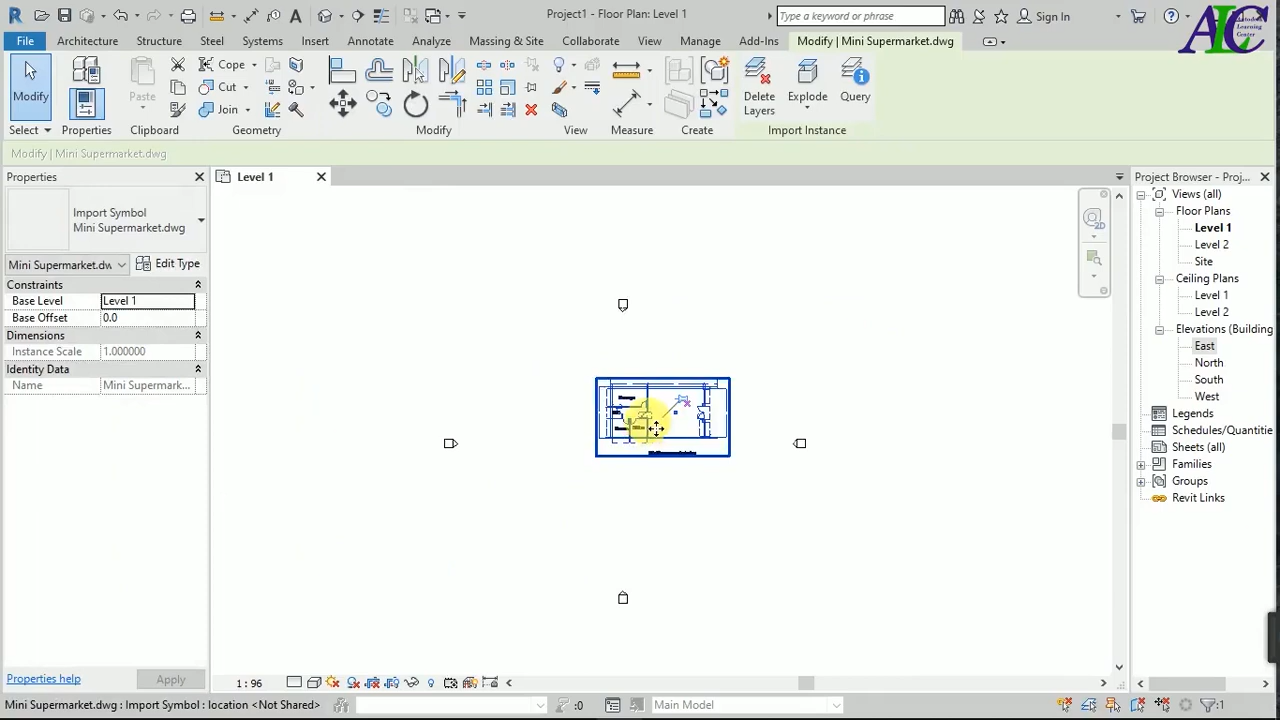 Project1 - Floor Plan: Level 1
Type a keyword or phrase
Sign In
Autodesk
Learning
Center
ALC
File
Architecture
Structure
Steel
Systems
Insert
Annotate
Analyze
Massing & Site
Collaborate
View
Manage
Add-Ins
Modify | Mini Supermarket.dwg
Modify
Paste
Cope
Cut
Join
Delete
Layers
Explode
Query
Select
Properties
Clipboard
Geometry
Modify
View
Measure
Create
Import Instance
Modify | Mini Supermarket.dwg
Properties
Import Symbol
Mini Supermarket.dwg
Mini Supermarket.dw
Edit Type
Constraints
Base Level
Level 1
Base Offset
0.0
Dimensions
Instance Scale
1.000000
Identity Data
Name
Mini Supermark...
Properties help
Apply
Level 1
2D
Storage
1 : 96
Project Browser - Proj...
Views (all)
Floor Plans
Level 1
Level 2
Site
Ceiling Plans
Level 1
Level 2
Elevations (Building
East
North
South
West
Legends
Schedules/Quantitie
Sheets (all)
Families
Groups
Revit Links
Mini Supermarket.dwg : Import Symbol : location <Not Shared>
:0
Main Model
:1